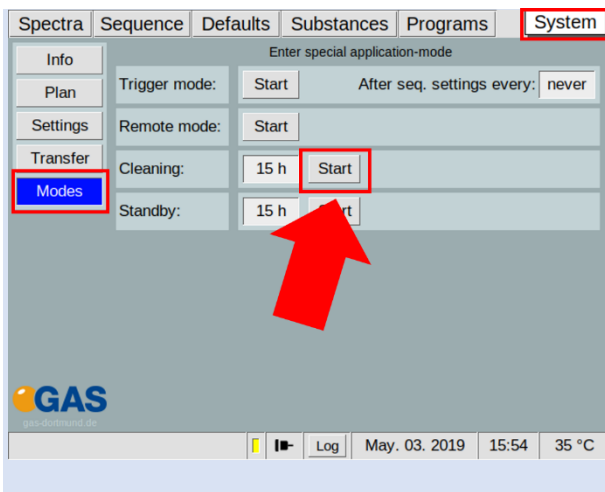 Spectra Sequence Defaults Substances Programs System
Info
Enter special application-mode
Plan
Trigger mode: Start After seq. settings every: never
Settings
Remote mode: Start
Transfer
Cleaning: 15 h Start
Modes
Standby: 15 h Start
GAS
gas-dortmund.de
Log May. 03. 2019 15:54 35 °C